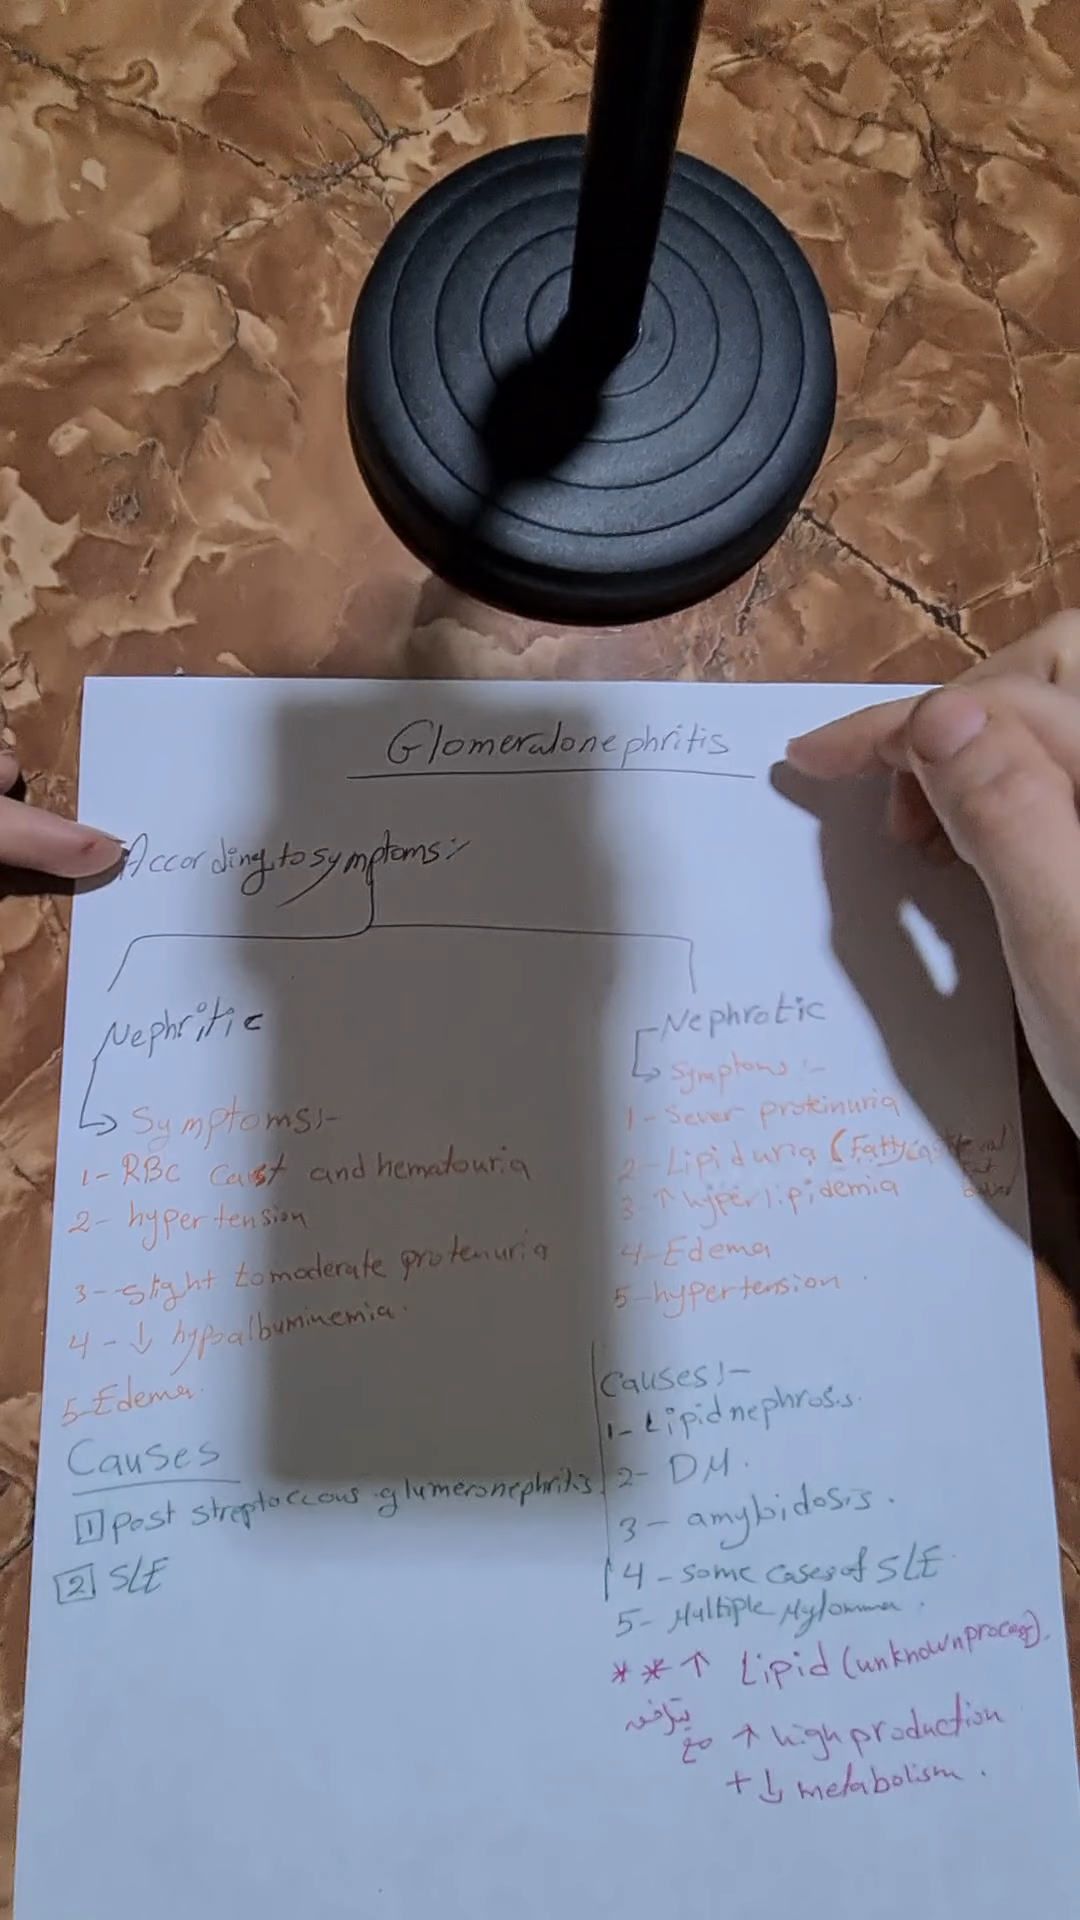 Glomeralonephritis
According to symptoms:-
Nephritic
Symptoms:-
1- RBc cast and hematouria
2- hypertension
3- slight to moderate protenuria
4- ↓ hypoalbuminemia.
5- Edema.
Causes
1 post streptoccous glumeronephritis
2 SLE
Nephrotic
Symptoms :-
1- Sever proteinuria
2- Lipiduria (Fatty cast
3- ↑ hyperlipidemia
4- Edema
5- hypertension
Causes:-
1- Lipid nephrosis.
2- DM.
3- amyloidosis.
4- some cases of SLE
5- Multiple Mylomma.
** ↑ Lipid (unknown process).
مع ↑ high production
+ ↓ metabolism.